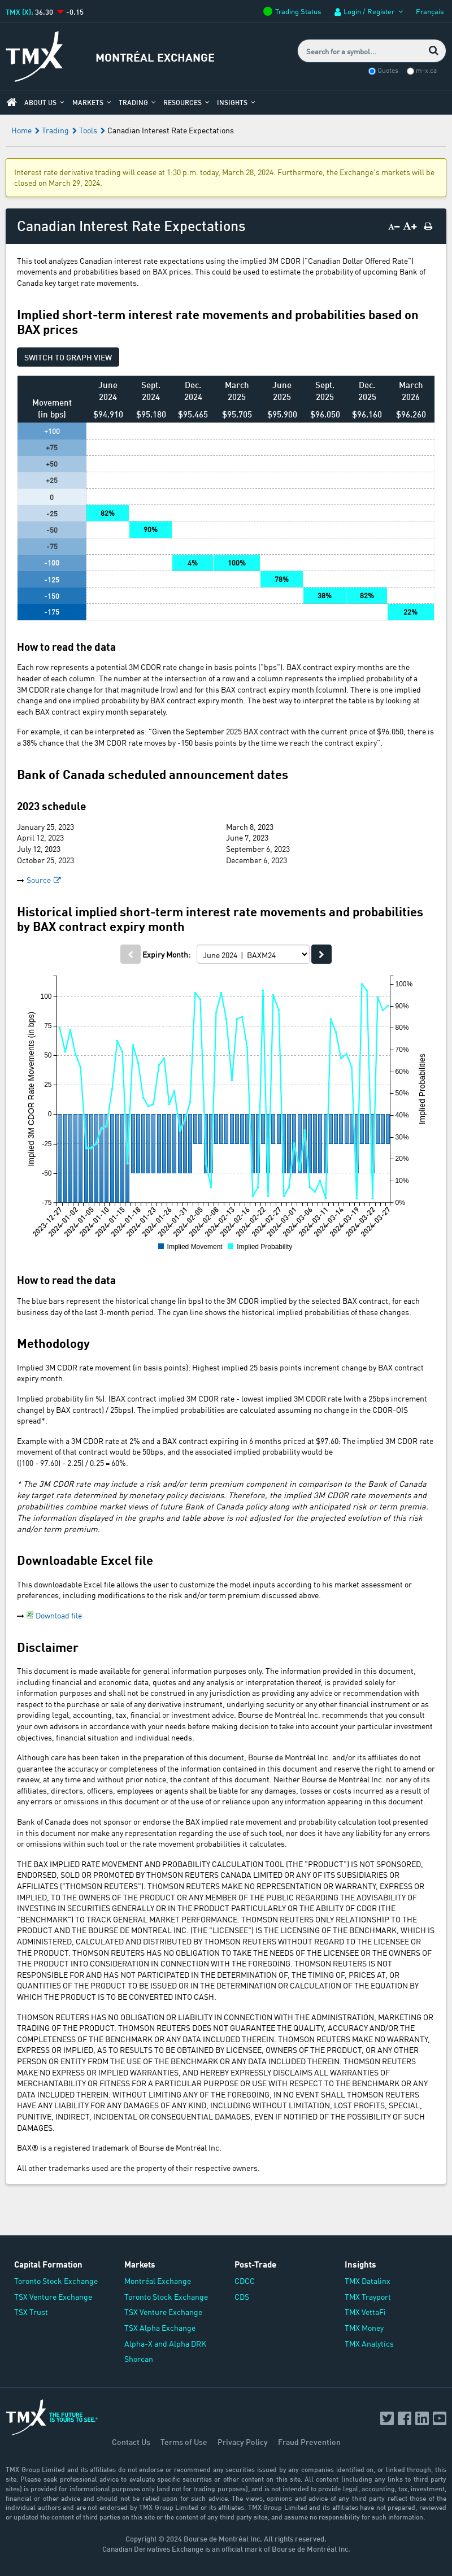 TMX (X): 36.30 -0.15
Trading Status
Login / Register
Français
TMX
MONTRÉAL EXCHANGE
Search for a symbol...
Quotes
m-x.ca
ABOUT US
MARKETS
TRADING
RESOURCES
INSIGHTS
Home > Trading > Tools > Canadian Interest Rate Expectations
Interest rate derivative trading will cease at 1:30 p.m. today, March 28, 2024. Furthermore, the Exchange's markets will be
closed on March 29, 2024.
Canadian Interest Rate Expectations
A− A+
This tool analyzes Canadian interest rate expectations using the implied 3M CDOR ("Canadian Dollar Offered Rate")
movements and probabilities based on BAX prices. This could be used to estimate the probability of upcoming Bank of
Canada key target rate movements.
Implied short-term interest rate movements and probabilities based on
BAX prices
SWITCH TO GRAPH VIEW
Movement (in bps) June 2024 Sept. 2024 Dec. 2024 March 2025 June 2025 Sept. 2025 Dec. 2025 March 2026
$94.910 $95.180 $95.465 $95.705 $95.900 $96.050 $96.160 $96.260
+100
+75
+50
+25
0
-25 82%
-50 90%
-75
-100 4% 100%
-125 78%
-150 38% 82%
-175 22%
How to read the data
Each row represents a potential 3M CDOR rate change in basis points ("bps"). BAX contract expiry months are the
header of each column. The number at the intersection of a row and a column represents the implied probability of a
3M CDOR rate change for that magnitude (row) and for this BAX contract expiry month (column). There is one implied
change and implied probability by BAX contract expiry month. The best way to interpret the table is by looking at
each BAX contract expiry month separately.
For example, it can be interpreted as: "Given the September 2025 BAX contract with the current price of $96.050, there is
a 38% chance that the 3M CDOR rate moves by -150 basis points by the time we reach the contract expiry".
Bank of Canada scheduled announcement dates
2023 schedule
January 25, 2023
April 12, 2023
July 12, 2023
October 25, 2023
March 8, 2023
June 7, 2023
September 6, 2023
December 6, 2023
Source
Historical implied short-term interest rate movements and probabilities
by BAX contract expiry month
Expiry Month: June 2024 | BAXM24
Implied 3M CDOR Rate Movements (in bps)
100
75
50
25
0
-25
-50
-75
100%
90%
80%
70%
60%
50%
40%
30%
20%
10%
0%
Implied Probabilities
2023-12-27 2024-01-02 2024-01-05 2024-01-10 2024-01-15 2024-01-18 2024-01-23 2024-01-26 2024-01-31 2024-02-05 2024-02-08 2024-02-13 2024-02-16 2024-02-22 2024-02-27 2024-03-01 2024-03-06 2024-03-11 2024-03-14 2024-03-19 2024-03-22 2024-03-27
Implied Movement Implied Probability
How to read the data
The blue bars represent the historical change (in bps) to the 3M CDOR implied by the selected BAX contract, for each
business day of the last 3-month period. The cyan line shows the historical implied probabilities of these changes.
Methodology
Implied 3M CDOR rate movement (in basis points): Highest implied 25 basis points increment change by BAX contract
expiry month.
Implied probability (in %): (BAX contract implied 3M CDOR rate - lowest implied 3M CDOR rate (with a 25bps increment
change) by BAX contract) / 25bps). The implied probabilities are calculated assuming no change in the CDOR-OIS
spread*.
Example with a 3M CDOR rate at 2% and a BAX contract expiring in 6 months priced at $97.60: The implied 3M CDOR rate
movement of that contract would be 50bps, and the associated implied probability would be
((100 - 97.60) - 2.25) / 0.25 = 60%.
* The 3M CDOR rate may include a risk and/or term premium component in comparison to the Bank of Canada
key target rate determined by monetary policy decisions. Therefore, the implied 3M CDOR rate movements and
probabilities combine market views of future Bank of Canada policy along with anticipated risk or term premia.
The information displayed in the graphs and tables above is not adjusted for the potential evolution of this risk
and/or term premium.
Downloadable Excel file
This downloadable Excel file allows the user to customize the model inputs according to his market assessment or
preferences, including modifications to the risk and/or term premium discussed above.
Download file
Disclaimer
This document is made available for general information purposes only. The information provided in this document, including
financial and economic data, quotes and any analysis or interpretation thereof, is provided solely for
information purposes and shall not be construed in any jurisdiction as providing any advice or recommendation with
respect to the purchase or sale of any derivative instrument, underlying security or any other financial instrument or as
providing legal, accounting, tax, financial or investment advice. Bourse de Montréal Inc. recommends that you consult
your own advisors in accordance with your needs before making decision to take into account your particular investment
objectives, financial situation and individual needs.
Although care has been taken in the preparation of this document, Bourse de Montréal Inc. and/or its affiliates do not
guarantee the accuracy or completeness of the information contained in this document and reserve the right to amend or
review, at any time and without prior notice, the content of this document. Neither Bourse de Montréal Inc. nor any of its
affiliates, directors, officers, employees or agents shall be liable for any damages, losses or costs incurred as a result of
any errors or omissions in this document or of the use of or reliance upon any information appearing in this document.
Bank of Canada does not sponsor or endorse the BAX implied rate movement and probability calculation tool presented
in this document nor make any representation regarding the use of such tool, nor does it have any liability for any errors
or omissions within such tool or the rate movement probabilities it calculates.
THE BAX IMPLIED RATE MOVEMENT AND PROBABILITY CALCULATION TOOL (THE "PRODUCT") IS NOT SPONSORED,
ENDORSED, SOLD OR PROMOTED BY THOMSON REUTERS CANADA LIMITED OR ANY OF ITS SUBSIDIARIES OR
AFFILIATES ("THOMSON REUTERS"). THOMSON REUTERS MAKE NO REPRESENTATION OR WARRANTY, EXPRESS OR
IMPLIED, TO THE OWNERS OF THE PRODUCT OR ANY MEMBER OF THE PUBLIC REGARDING THE ADVISABILITY OF
INVESTING IN SECURITIES GENERALLY OR IN THE PRODUCT PARTICULARLY OR THE ABILITY OF CDOR (THE
"BENCHMARK") TO TRACK GENERAL MARKET PERFORMANCE. THOMSON REUTERS ONLY RELATIONSHIP TO THE
PRODUCT AND THE BOURSE DE MONTREAL INC. (THE "LICENSEE") IS THE LICENSING OF THE BENCHMARK, WHICH IS
ADMINISTERED, CALCULATED AND DISTRIBUTED BY THOMSON REUTERS WITHOUT REGARD TO THE LICENSEE OR
THE PRODUCT. THOMSON REUTERS HAS NO OBLIGATION TO TAKE THE NEEDS OF THE LICENSEE OR THE OWNERS OF
THE PRODUCT INTO CONSIDERATION IN CONNECTION WITH THE FOREGOING. THOMSON REUTERS IS NOT
RESPONSIBLE FOR AND HAS NOT PARTICIPATED IN THE DETERMINATION OF, THE TIMING OF, PRICES AT, OR
QUANTITIES OF THE PRODUCT TO BE ISSUED OR IN THE DETERMINATION OR CALCULATION OF THE EQUATION BY
WHICH THE PRODUCT IS TO BE CONVERTED INTO CASH.
THOMSON REUTERS HAS NO OBLIGATION OR LIABILITY IN CONNECTION WITH THE ADMINISTRATION, MARKETING OR
TRADING OF THE PRODUCT. THOMSON REUTERS DOES NOT GUARANTEE THE QUALITY, ACCURACY AND/OR THE
COMPLETENESS OF THE BENCHMARK OR ANY DATA INCLUDED THEREIN. THOMSON REUTERS MAKE NO WARRANTY,
EXPRESS OR IMPLIED, AS TO RESULTS TO BE OBTAINED BY LICENSEE, OWNERS OF THE PRODUCT, OR ANY OTHER
PERSON OR ENTITY FROM THE USE OF THE BENCHMARK OR ANY DATA INCLUDED THEREIN. THOMSON REUTERS
MAKE NO EXPRESS OR IMPLIED WARRANTIES, AND HEREBY EXPRESSLY DISCLAIMS ALL WARRANTIES OF
MERCHANTABILITY OR FITNESS FOR A PARTICULAR PURPOSE OR USE WITH RESPECT TO THE BENCHMARK OR ANY
DATA INCLUDED THEREIN. WITHOUT LIMITING ANY OF THE FOREGOING, IN NO EVENT SHALL THOMSON REUTERS
HAVE ANY LIABILITY FOR ANY DAMAGES OF ANY KIND, INCLUDING WITHOUT LIMITATION, LOST PROFITS, SPECIAL,
PUNITIVE, INDIRECT, INCIDENTAL OR CONSEQUENTIAL DAMAGES, EVEN IF NOTIFIED OF THE POSSIBILITY OF SUCH
DAMAGES.
BAX® is a registered trademark of Bourse de Montréal Inc.
All other trademarks used are the property of their respective owners.
Capital Formation
Toronto Stock Exchange
TSX Venture Exchange
TSX Trust
Markets
Montréal Exchange
Toronto Stock Exchange
TSX Venture Exchange
TSX Alpha Exchange
Alpha-X and Alpha DRK
Shorcan
Post-Trade
CDCC
CDS
Insights
TMX Datalinx
TMX Trayport
TMX VettaFi
TMX Money
TMX Analytics
TMX THE FUTURE
IS YOURS TO SEE.
Contact Us Terms of Use Privacy Policy Fraud Prevention
TMX Group Limited and its affiliates do not endorse or recommend any securities issued by any companies identified on, or linked through, this
site. Please seek professional advice to evaluate specific securities or other content on this site. All content (including any links to third party
sites) is provided for informational purposes only (and not for trading purposes), and is not intended to provide legal, accounting, tax, investment,
financial or other advice and should not be relied upon for such advice. The views, opinions and advice of any third party reflect those of the
individual authors and are not endorsed by TMX Group Limited or its affiliates. TMX Group Limited and its affiliates have not prepared, reviewed
or updated the content of third parties on this site or the content of any third party sites, and assume no responsibility for such information.
Copyright © 2024 Bourse de Montréal Inc. All rights reserved.
Canadian Derivatives Exchange is an official mark of Bourse de Montréal Inc.